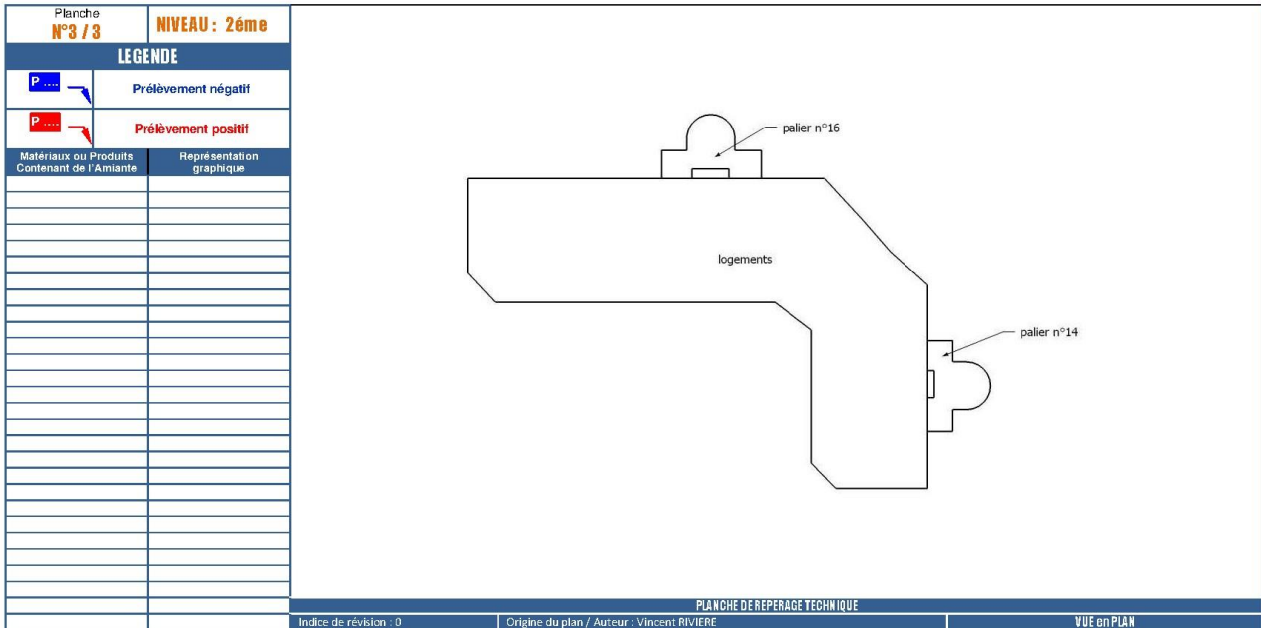 Planche
N°3 / 3
NIVEAU : 2éme
LEGENDE
P ....
Prélèvement négatif
P ....
Prélèvement positif
Matériaux ou Produits
Contenant de l'Amiante
Représentation
graphique
palier n°16
logements
palier n°14
PLANCHE DE REPERAGE TECHNIQUE
Indice de révision : 0
Origine du plan / Auteur : Vincent RIVIERE
VUE en PLAN